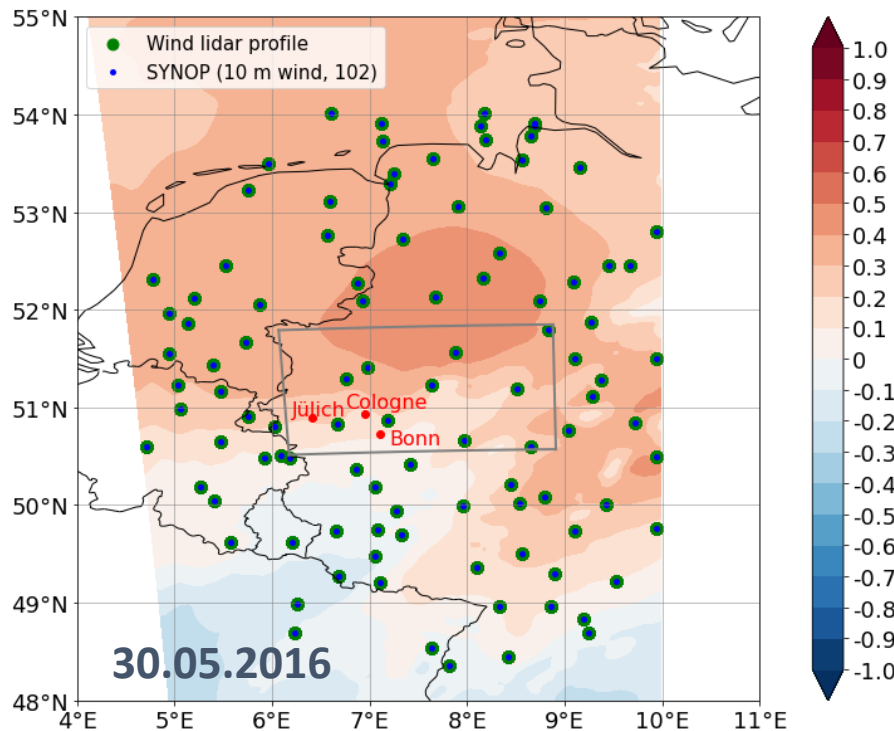 55°N
54°N
53°N
52°N
51°N
50°N
49°N
48°N
Wind lidar profile
SYNOP (10 m wind, 102)
Jülich
Cologne
Bonn
30.05.2016
4°E 5°E 6°E 7°E 8°E 9°E 10°E 11°E
1.0
0.9
0.8
0.7
0.6
0.5
0.4
0.3
0.2
0.1
0
-0.1
-0.2
-0.3
-0.4
-0.5
-0.6
-0.7
-0.8
-0.9
-1.0